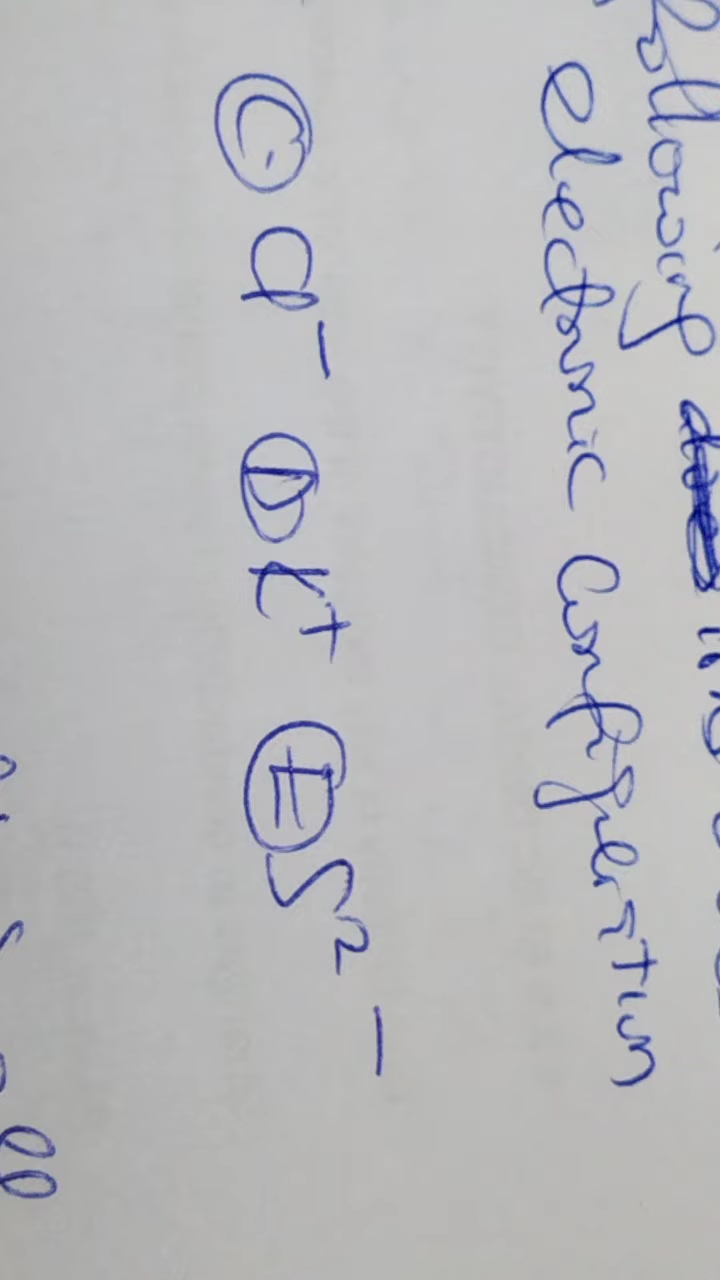 following
electronic configuration
Ⓒ Cl⁻ Ⓓ K⁺ Ⓔ S²⁻